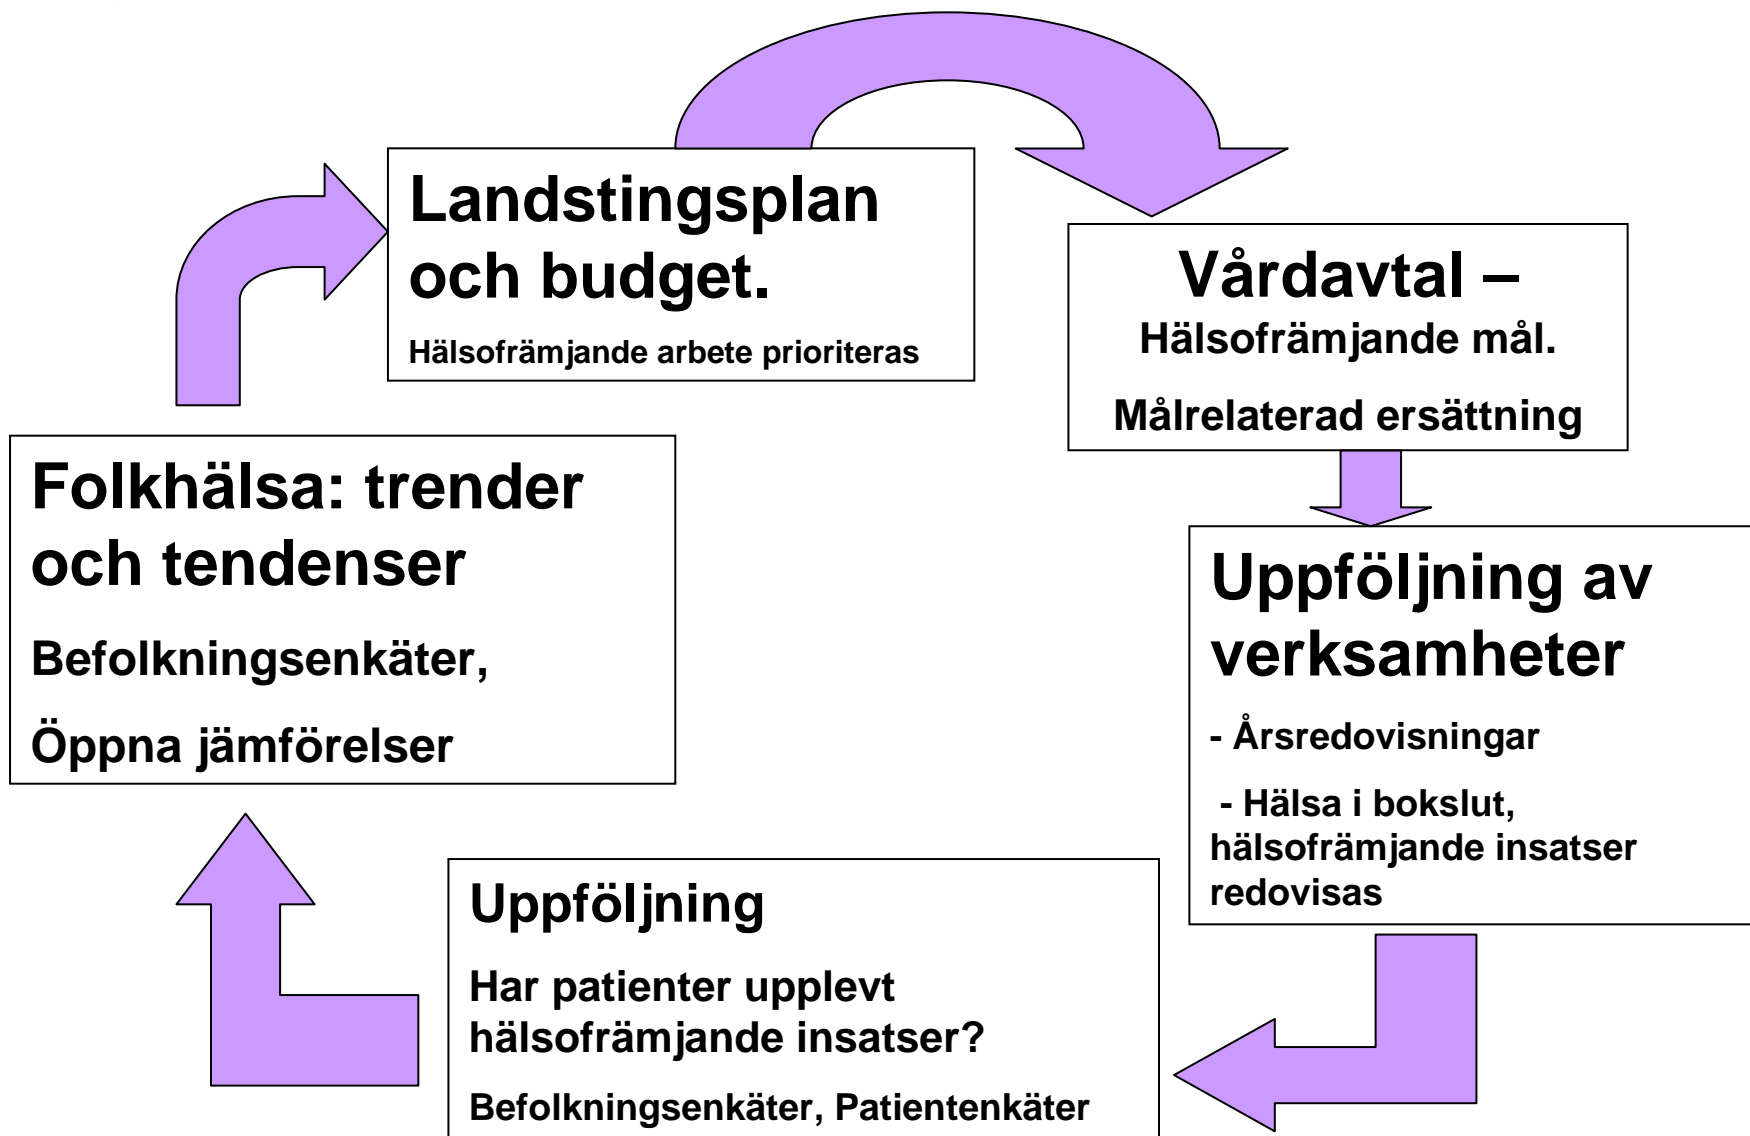 Landstingsplan
och budget.
Hälsofrämjande arbete prioriteras
Vårdavtal –
Hälsofrämjande mål.
Målrelaterad ersättning
Folkhälsa: trender
och tendenser
Befolkningsenkäter,
Öppna jämförelser
Uppföljning av
verksamheter
- Årsredovisningar
- Hälsa i bokslut,
hälsofrämjande insatser
redovisas
Uppföljning
Har patienter upplevt
hälsofrämjande insatser?
Befolkningsenkäter, Patientenkäter